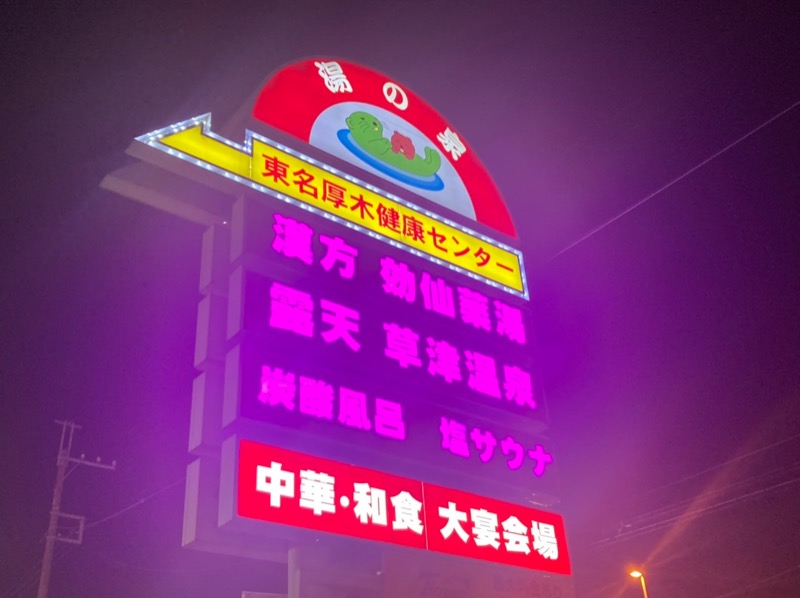 湯の泉
東名厚木健康センター
漢方 効仙薬湯
露天 草津温泉
炭酸風呂 塩サウナ
中華・和食 大宴会場